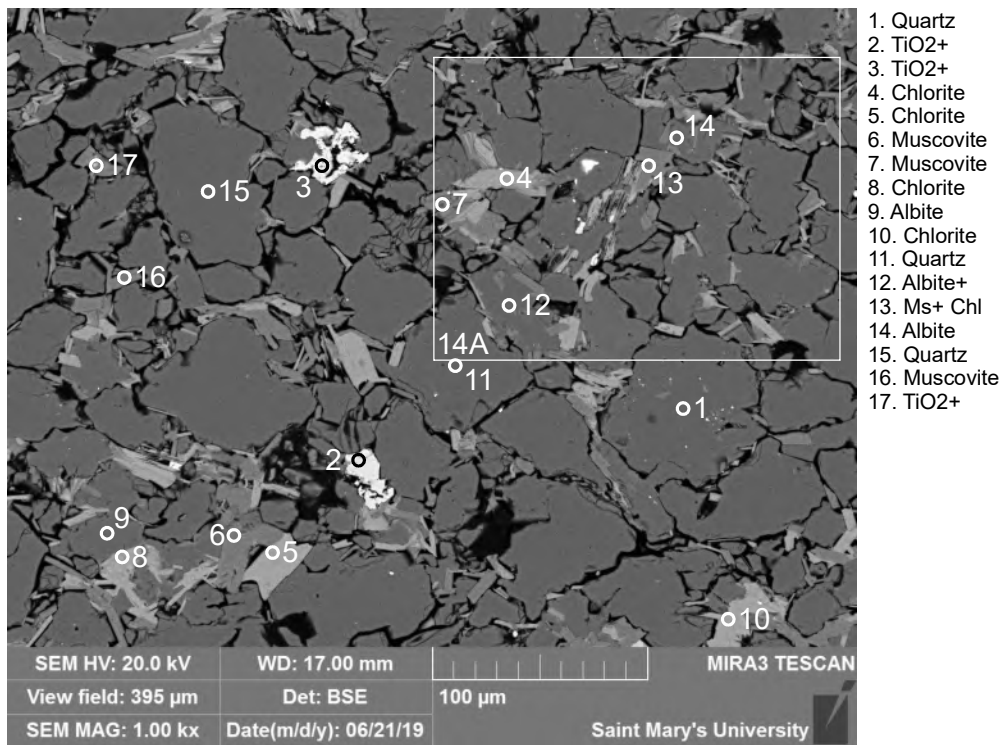 1. Quartz
2. TiO2+
3. TiO2+
4. Chlorite
5. Chlorite
6. Muscovite
7. Muscovite
8. Chlorite
9. Albite
10. Chlorite
11. Quartz
12. Albite+
13. Ms+ Chl
14. Albite
15. Quartz
16. Muscovite
17. TiO2+
14
17
3
4
13
15
7
16
12
14A
11
1
2
9
6
8
5
10
SEM HV: 20.0 kV WD: 17.00 mm MIRA3 TESCAN
View field: 395 µm Det: BSE 100 µm
SEM MAG: 1.00 kx Date(m/d/y): 06/21/19 Saint Mary's University